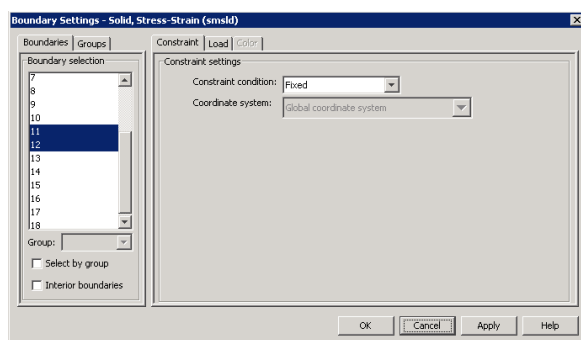 Boundary Settings - Solid, Stress-Strain (smsld)
Boundaries Groups
Boundary selection
7
8
9
10
11
12
13
14
15
16
17
18
Group:
Select by group
Interior boundaries
Constraint Load Color
Constraint settings
Constraint condition: Fixed
Coordinate system: Global coordinate system
OK Cancel Apply Help